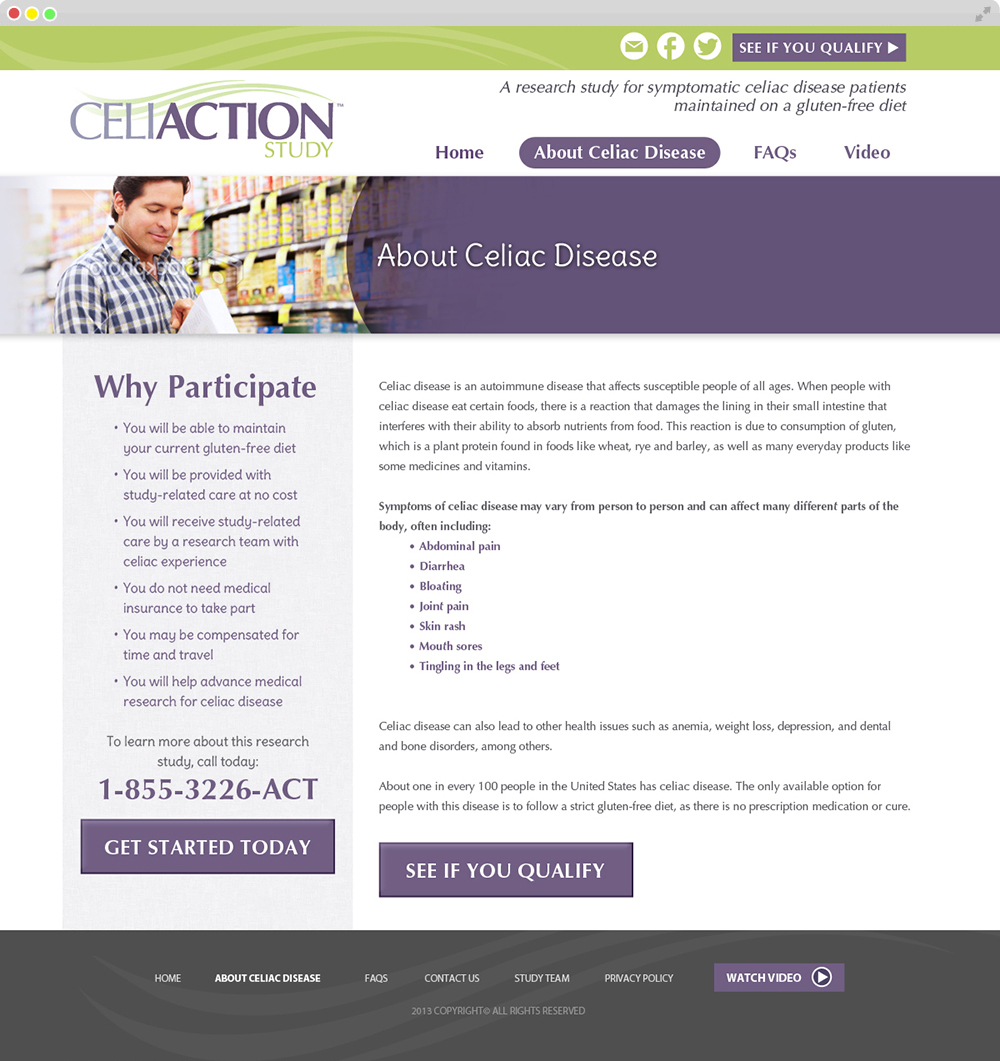 SEE IF YOU QUALIFY
A research study for symptomatic celiac disease patients
maintained on a gluten-free diet
CELIACTION™
STUDY
Home About Celiac Disease FAQs Video
About Celiac Disease
Why Participate
• You will be able to maintain
your current gluten-free diet
• You will be provided with
study-related care at no cost
• You will receive study-related
care by a research team with
celiac experience
• You do not need medical
insurance to take part
• You may be compensated for
time and travel
• You will help advance medical
research for celiac disease
To learn more about this research
study, call today:
1-855-3226-ACT
GET STARTED TODAY
Celiac disease is an autoimmune disease that affects susceptible people of all ages. When people with
celiac disease eat certain foods, there is a reaction that damages the lining in their small intestine that
interferes with their ability to absorb nutrients from food. This reaction is due to consumption of gluten,
which is a plant protein found in foods like wheat, rye and barley, as well as many everyday products like
some medicines and vitamins.
Symptoms of celiac disease may vary from person to person and can affect many different parts of the
body, often including:
• Abdominal pain
• Diarrhea
• Bloating
• Joint pain
• Skin rash
• Mouth sores
• Tingling in the legs and feet
Celiac disease can also lead to other health issues such as anemia, weight loss, depression, and dental
and bone disorders, among others.
About one in every 100 people in the United States has celiac disease. The only available option for
people with this disease is to follow a strict gluten-free diet, as there is no prescription medication or cure.
SEE IF YOU QUALIFY
HOME ABOUT CELIAC DISEASE FAQS CONTACT US STUDY TEAM PRIVACY POLICY WATCH VIDEO
2013 COPYRIGHT© ALL RIGHTS RESERVED